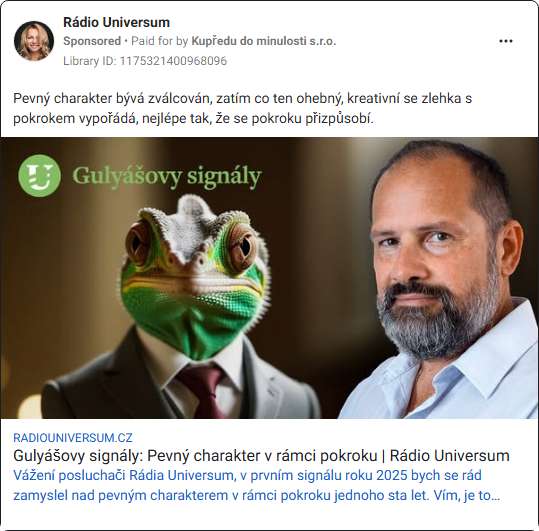 Rádio Universum
Sponsored • Paid for by Kupředu do minulosti s.r.o.
Library ID: 1175321400968096
Pevný charakter bývá zválcován, zatím co ten ohebný, kreativní se zlehka s
pokrokem vypořádá, nejlépe tak, že se pokroku přizpůsobí.
Gulyášovy signály
RADIOUNIVERSUM.CZ
Gulyášovy signály: Pevný charakter v rámci pokroku | Rádio Universum
Vážení posluchači Rádia Universum, v prvním signálu roku 2025 bych se rád
zamyslel nad pevným charakterem v rámci pokroku jednoho sta let. Vím, je to…